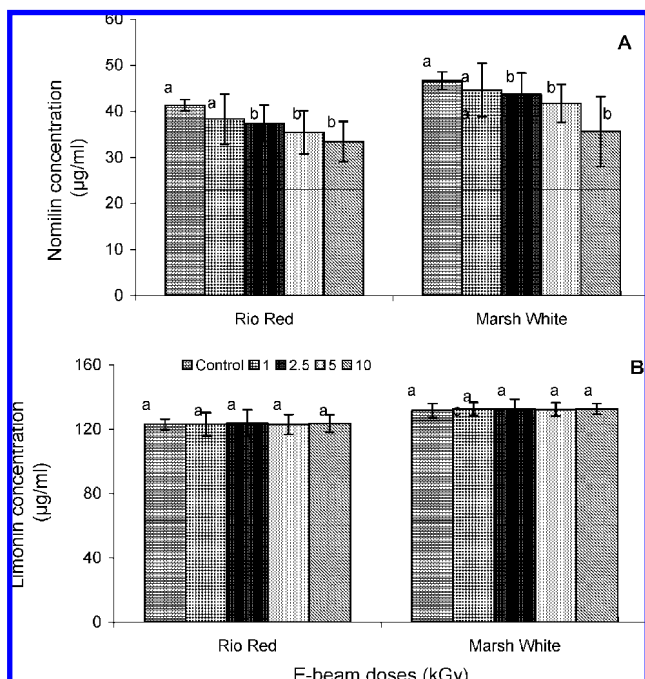 60
50
40
30
20
10
0
Nomilin concentration
(µg/ml)
A
a
a
b
b
b
a
a
a
b
b
b
Rio Red
Marsh White
160
120
80
40
0
Limonin concentration
(µg/ml)
Control 1 2.5 5 10
B
a
a
a
a
a
a
a
a
a
a
Rio Red
Marsh White
E-beam doses (kGy)